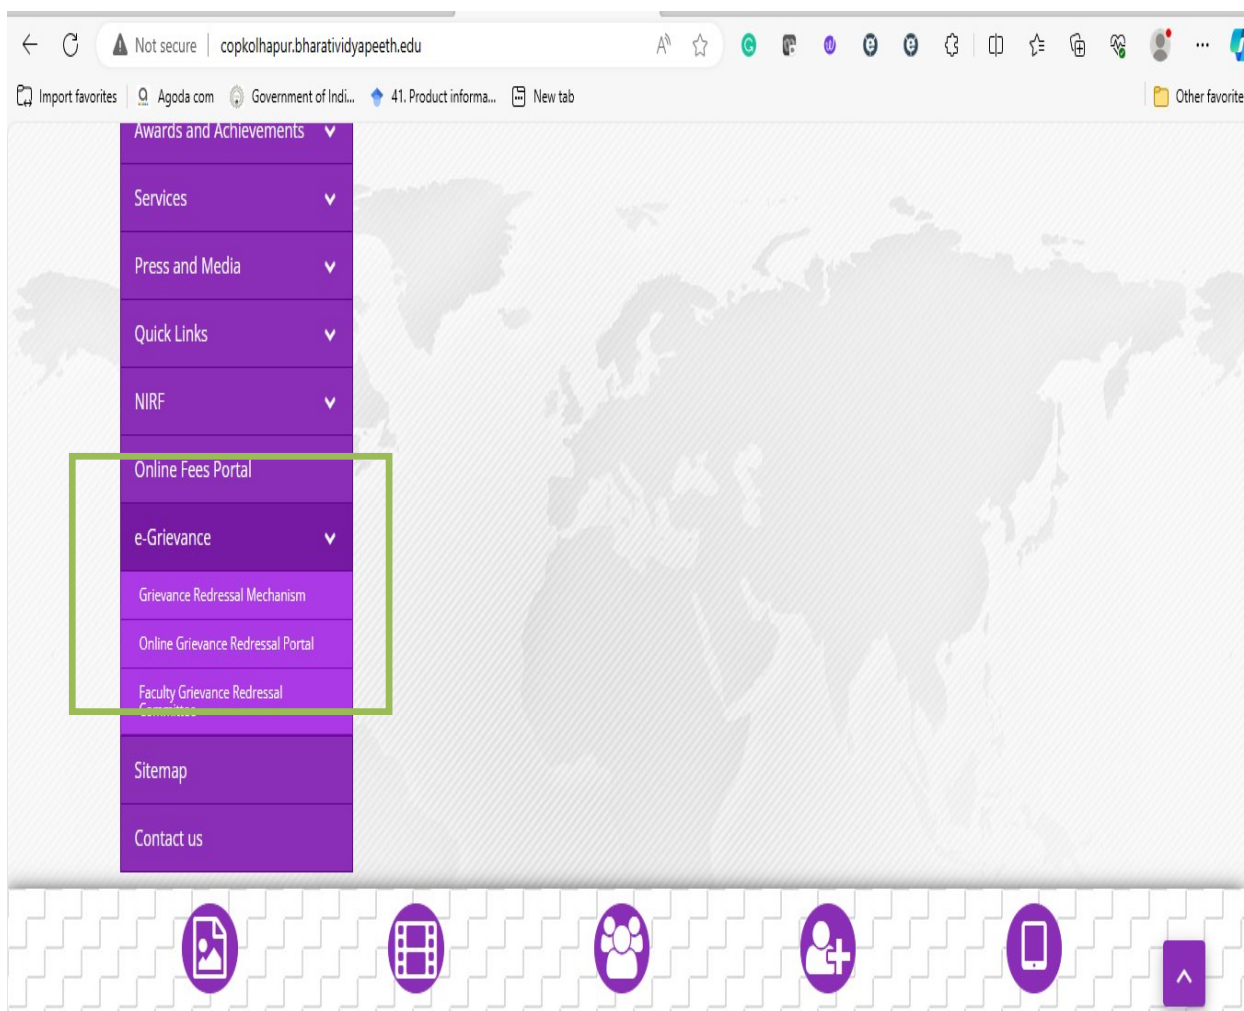 Not secure copkolhapur.bharatividyapeeth.edu
Import favorites Agoda com Government of Indi... 41. Product informa... New tab Other favorite
Awards and Achievements
Services
Press and Media
Quick Links
NIRF
Online Fees Portal
e-Grievance
Grievance Redressal Mechanism
Online Grievance Redressal Portal
Faculty Grievance Redressal
Committee
Sitemap
Contact us